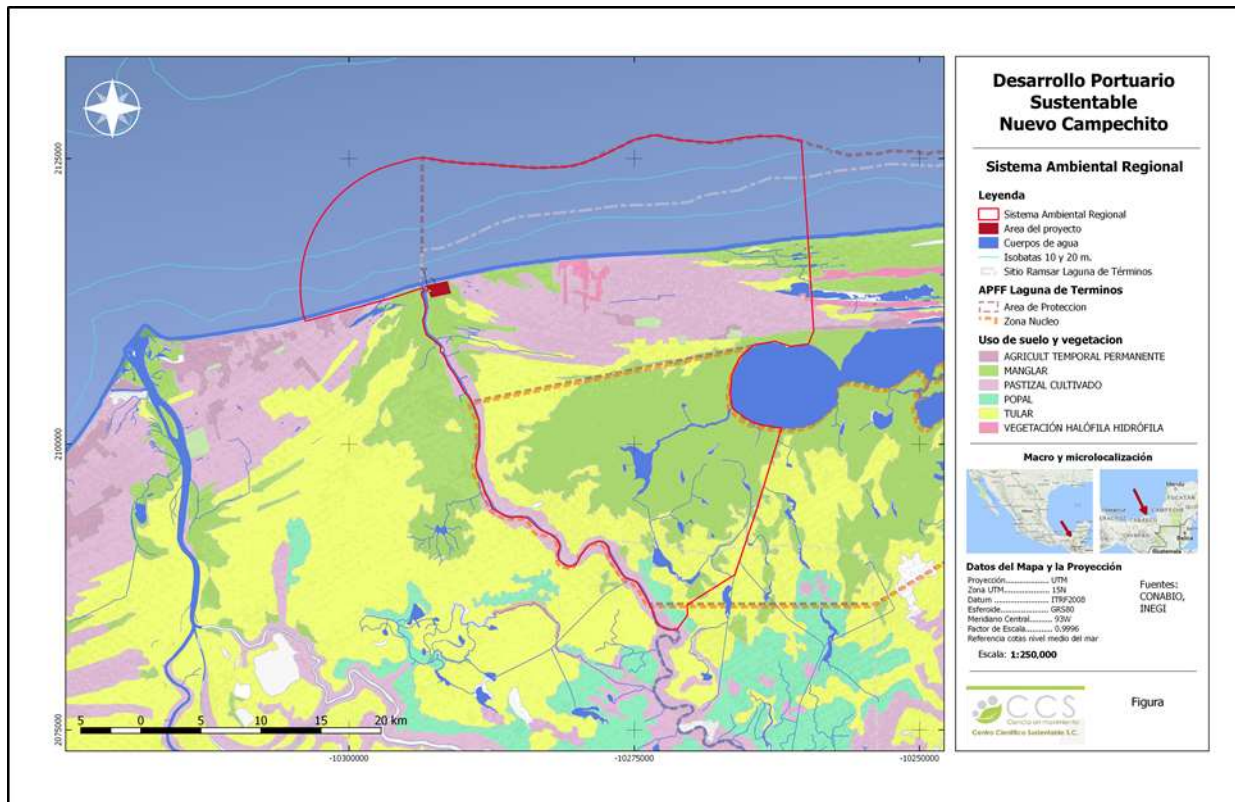 2125000
2100000
2075000
5 0 5 10 15 20 km
-10300000
-10275000
-10250000
Desarrollo Portuario
Sustentable
Nuevo Campechito
Sistema Ambiental Regional
Leyenda
Sistema Ambiental Regional
Area del proyecto
Cuerpos de agua
Isobatas 10 y 20 m.
Sitio Ramsar Laguna de Términos
APFF Laguna de Terminos
Area de Proteccion
Zona Nucleo
Uso de suelo y vegetacion
AGRICULT TEMPORAL PERMANENTE
MANGLAR
PASTIZAL CULTIVADO
POPAL
TULAR
VEGETACIÓN HALÓFILA HIDRÓFILA
Macro y microlocalización
Datos del Mapa y la Proyección
Proyección................... UTM
Zona UTM.................... 15N
Datum ........................ ITRF2008
Esferoide..................... GRS80
Meridiano Central......... 93W
Factor de Escala........... 0.9996
Referencia cotas nivel medio del mar
Escala: 1:250,000
Fuentes:
CONABIO,
INEGI
CCS
Ciencia en movimiento
Centro Científico Sustentable S.C.
Figura